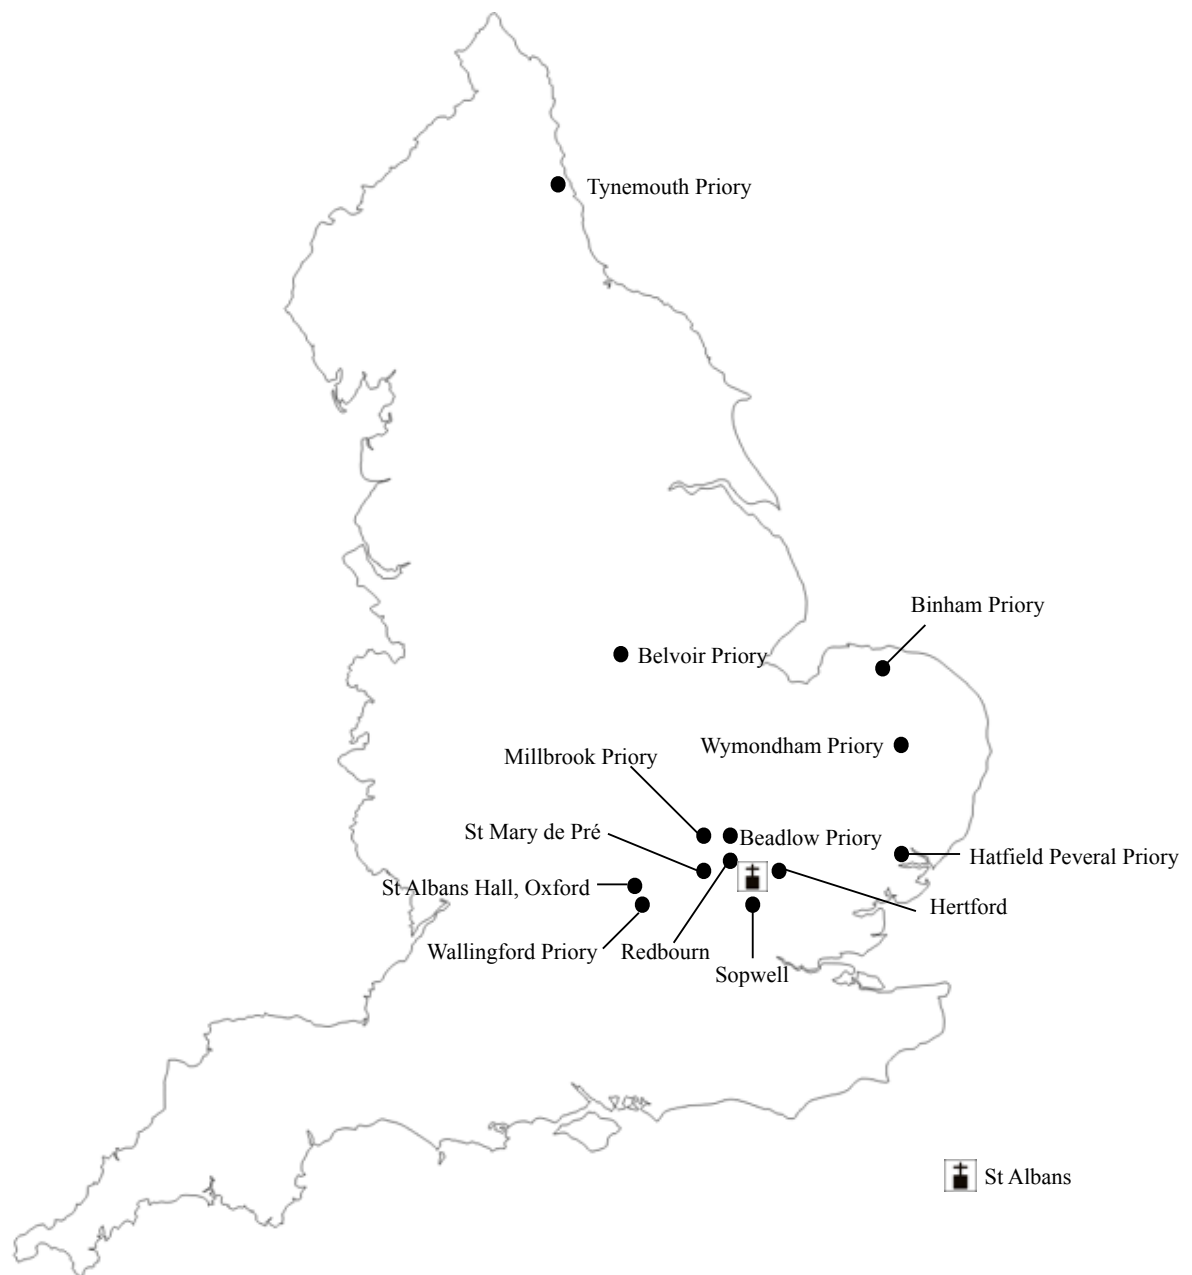 Tynemouth Priory
Binham Priory
Belvoir Priory
Wymondham Priory
Millbrook Priory
St Mary de Pré
Beadlow Priory
Hatfield Peveral Priory
St Albans Hall, Oxford
Hertford
Wallingford Priory
Redbourn
Sopwell
St Albans